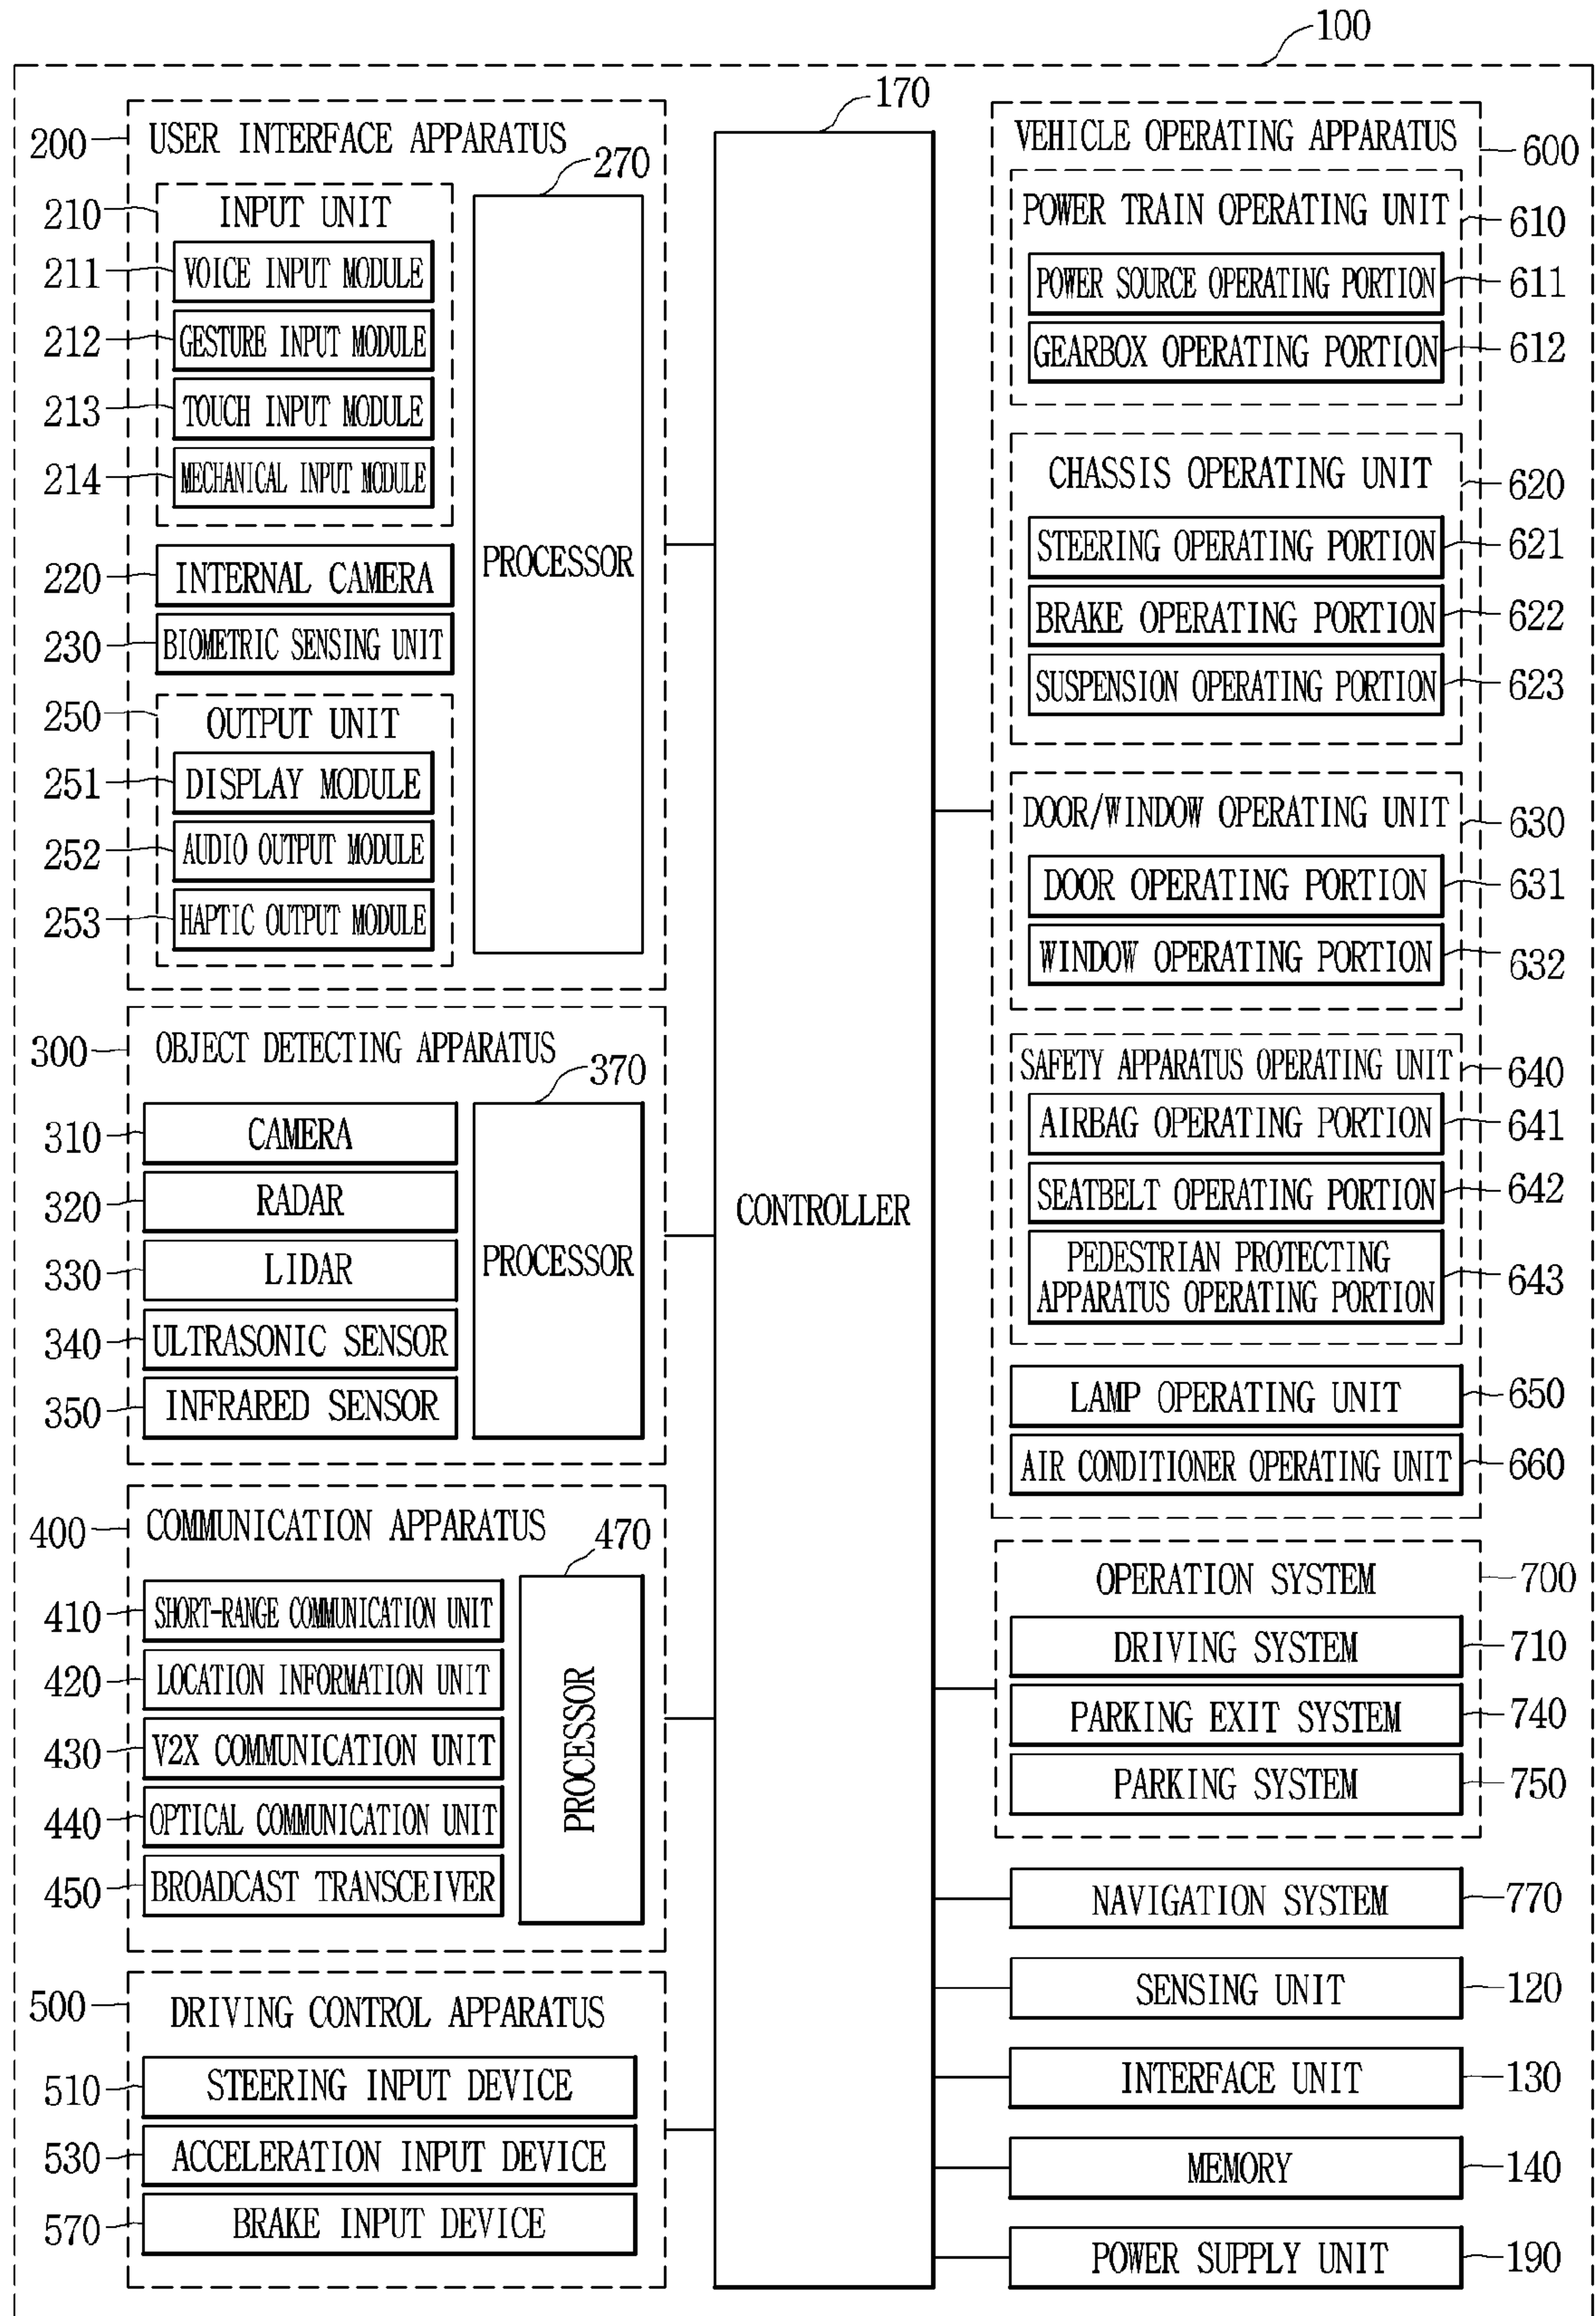 100
170
200
USER INTERFACE APPARATUS
270
210
INPUT UNIT
211
VOICE INPUT MODULE
212
GESTURE INPUT MODULE
213
TOUCH INPUT MODULE
214
MECHANICAL INPUT MODULE
220
INTERNAL CAMERA
230
BIOMETRIC SENSING UNIT
250
OUTPUT UNIT
251
DISPLAY MODULE
252
AUDIO OUTPUT MODULE
253
HAPTIC OUTPUT MODULE
PROCESSOR
300
OBJECT DETECTING APPARATUS
370
310
CAMERA
320
RADAR
330
LIDAR
340
ULTRASONIC SENSOR
350
INFRARED SENSOR
PROCESSOR
400
COMMUNICATION APPARATUS
470
410
SHORT-RANGE COMMUNICATION UNIT
420
LOCATION INFORMATION UNIT
430
V2X COMMUNICATION UNIT
440
OPTICAL COMMUNICATION UNIT
450
BROADCAST TRANSCEIVER
PROCESSOR
500
DRIVING CONTROL APPARATUS
510
STEERING INPUT DEVICE
530
ACCELERATION INPUT DEVICE
570
BRAKE INPUT DEVICE
CONTROLLER
VEHICLE OPERATING APPARATUS
600
POWER TRAIN OPERATING UNIT
610
POWER SOURCE OPERATING PORTION
611
GEARBOX OPERATING PORTION
612
CHASSIS OPERATING UNIT
620
STEERING OPERATING PORTION
621
BRAKE OPERATING PORTION
622
SUSPENSION OPERATING PORTION
623
DOOR/WINDOW OPERATING UNIT
630
DOOR OPERATING PORTION
631
WINDOW OPERATING PORTION
632
SAFETY APPARATUS OPERATING UNIT
640
AIRBAG OPERATING PORTION
641
SEATBELT OPERATING PORTION
642
PEDESTRIAN PROTECTING
APPARATUS OPERATING PORTION
643
LAMP OPERATING UNIT
650
AIR CONDITIONER OPERATING UNIT
660
OPERATION SYSTEM
700
DRIVING SYSTEM
710
PARKING EXIT SYSTEM
740
PARKING SYSTEM
750
NAVIGATION SYSTEM
770
SENSING UNIT
120
INTERFACE UNIT
130
MEMORY
140
POWER SUPPLY UNIT
190